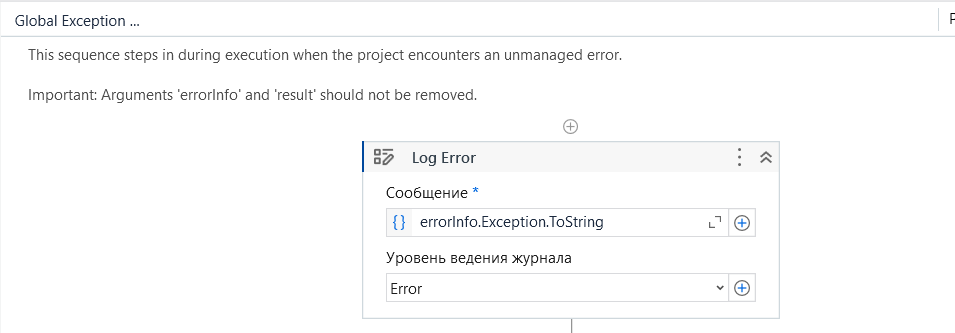 Global Exception ...
This sequence steps in during execution when the project encounters an unmanaged error.
Important: Arguments 'errorInfo' and 'result' should not be removed.
Log Error
Сообщение *
{} errorInfo.Exception.ToString
Уровень ведения журнала
Error